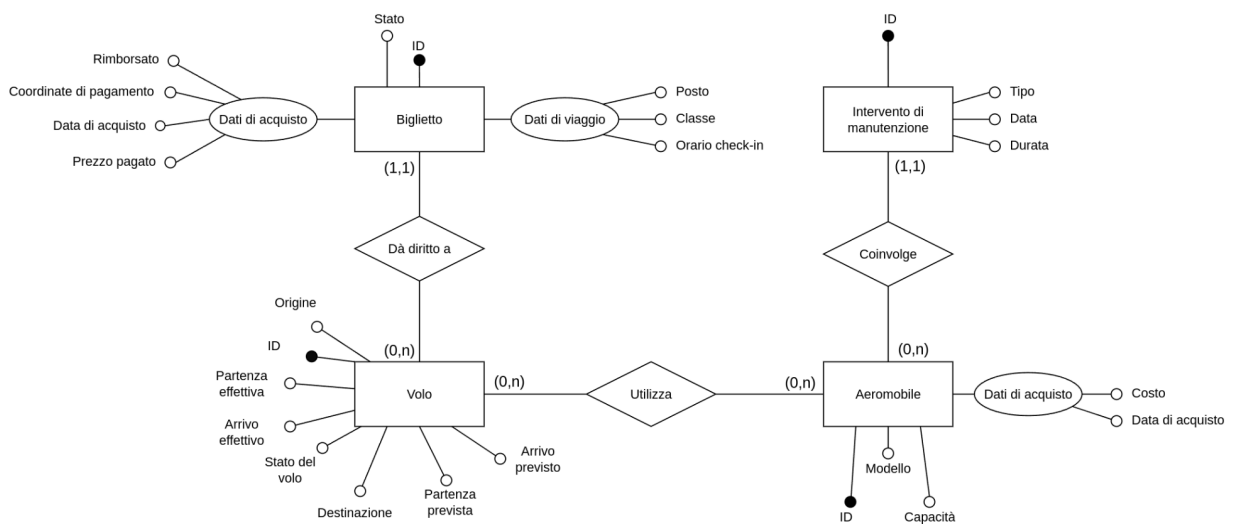 Stato
ID
Rimborsato
Coordinate di pagamento
Data di acquisto
Prezzo pagato
Dati di acquisto
Biglietto
Dati di viaggio
Posto
Classe
Orario check-in
(1,1)
Dà diritto a
(0,n)
ID
Intervento di
manutenzione
Tipo
Data
Durata
(1,1)
Coinvolge
(0,n)
Origine
ID
Partenza
effettiva
Arrivo
effettivo
Stato del
volo
Destinazione
Partenza
prevista
Arrivo
previsto
Volo
(0,n)
Utilizza
(0,n)
Aeromobile
Dati di acquisto
Costo
Data di acquisto
Modello
ID
Capacità